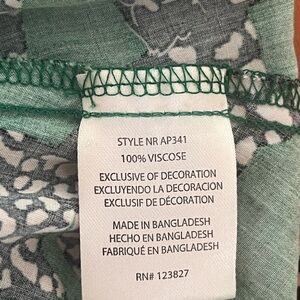 STYLE NR AP341
100% VISCOSE
EXCLUSIVE OF DECORATION
EXCLUYENDO LA DECORACION
EXCLUSIF DE DÉCORATION
MADE IN BANGLADESH
HECHO EN BANGLADESH
FABRIQUÉ EN BANGLADESH
RN# 123827